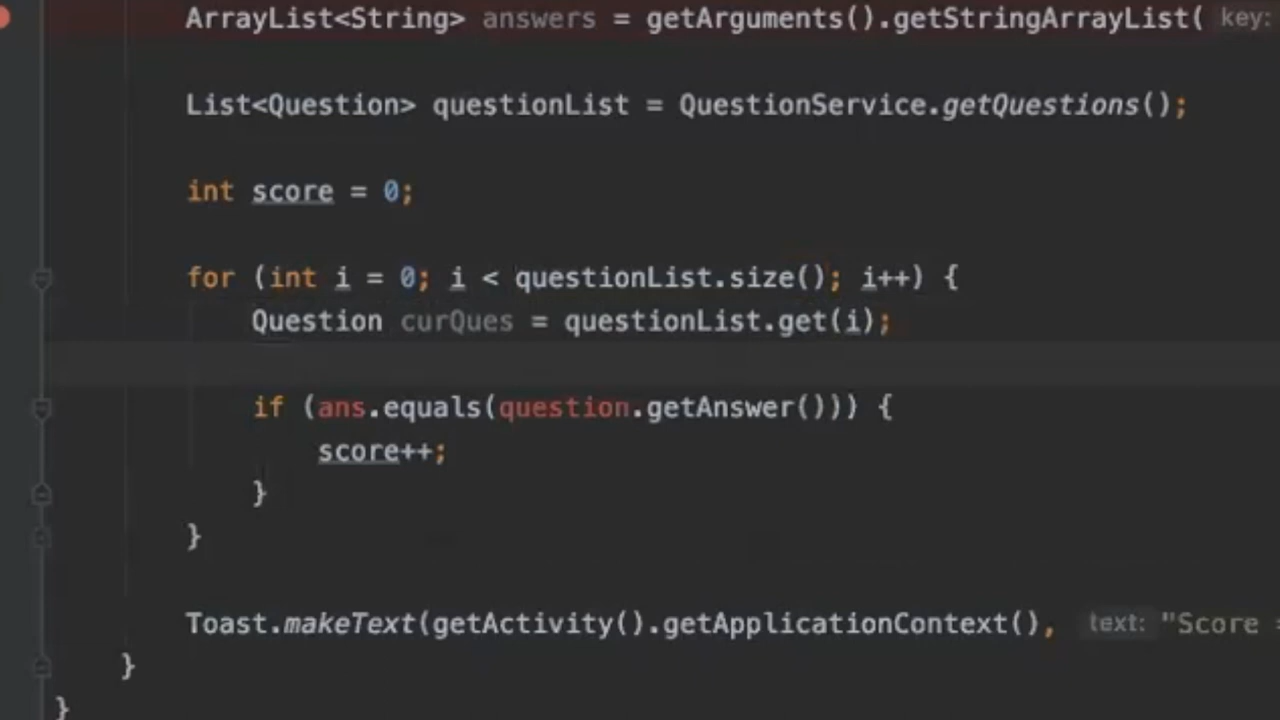 ArrayList<String> answers = getArguments().getStringArrayList( key:
List<Question> questionList = QuestionService.getQuestions();
int score = 0;
for (int i = 0; i < questionList.size(); i++) {
Question curQues = questionList.get(i);
if (ans.equals(question.getAnswer())) {
score++;
}
}
Toast.makeText(getActivity().getApplicationContext(), text: "Score
}
}